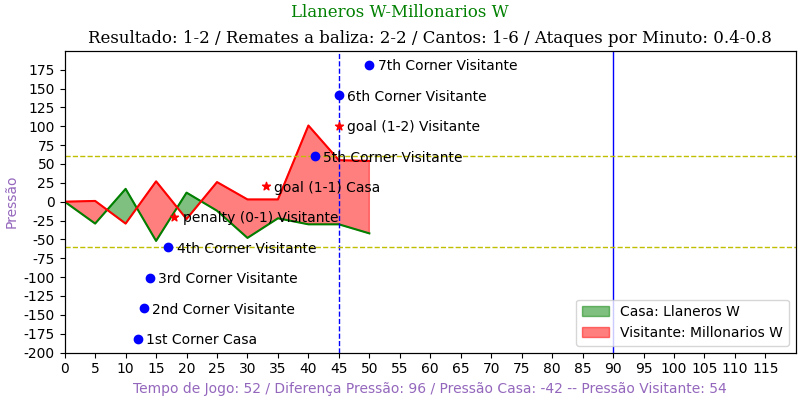 Llaneros W-Millonarios W
Resultado: 1-2 / Remates a baliza: 2-2 / Cantos: 1-6 / Ataques por Minuto: 0.4-0.8
Pressão
175
150
125
100
75
50
25
0
-25
-50
-75
-100
-125
-150
-175
-200
7th Corner Visitante
6th Corner Visitante
goal (1-2) Visitante
5th Corner Visitante
goal (1-1) Casa
penalty (0-1) Visitante
4th Corner Visitante
3rd Corner Visitante
2nd Corner Visitante
1st Corner Casa
Casa: Llaneros W
Visitante: Millonarios W
0 5 10 15 20 25 30 35 40 45 50 55 60 65 70 75 80 85 90 95 100 105 110 115
Tempo de Jogo: 52 / Diferença Pressão: 96 / Pressão Casa: -42 -- Pressão Visitante: 54